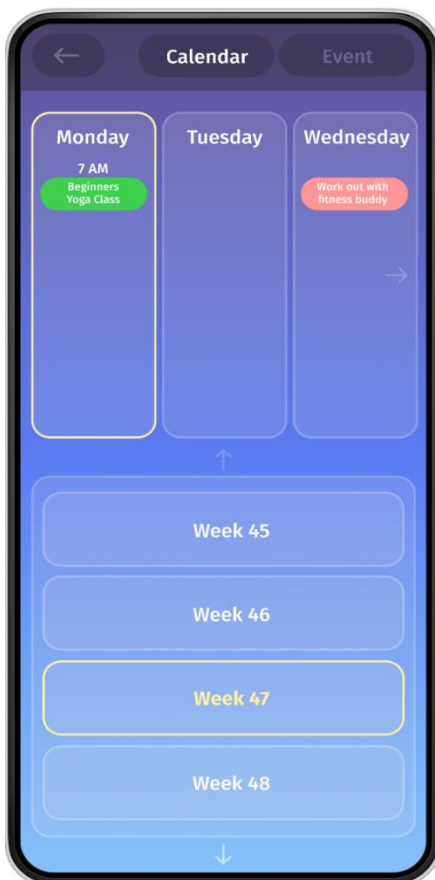 Calendar
Event
Monday
Tuesday
Wednesday
7 AM
Beginners
Yoga Class
Work out with
fitness buddy
Week 45
Week 46
Week 47
Week 48